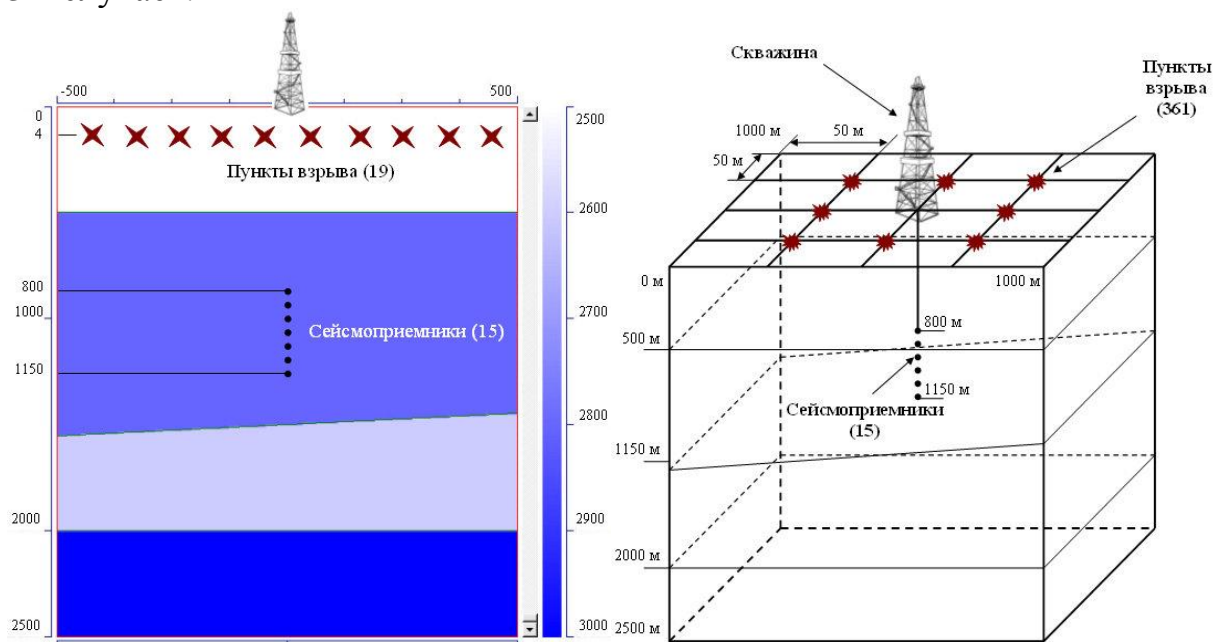 -500
500
0
4
Пункты взрыва (19)
800
1000
1150
Сейсмоприемники (15)
2000
2500
2500
2600
2700
2800
2900
3000
Скважина
Пункты
взрыва
(361)
1000 м
50 м
50 м
0 м
1000 м
800 м
500 м
1150 м
Сейсмоприемники
(15)
1150 м
2000 м
2500 м